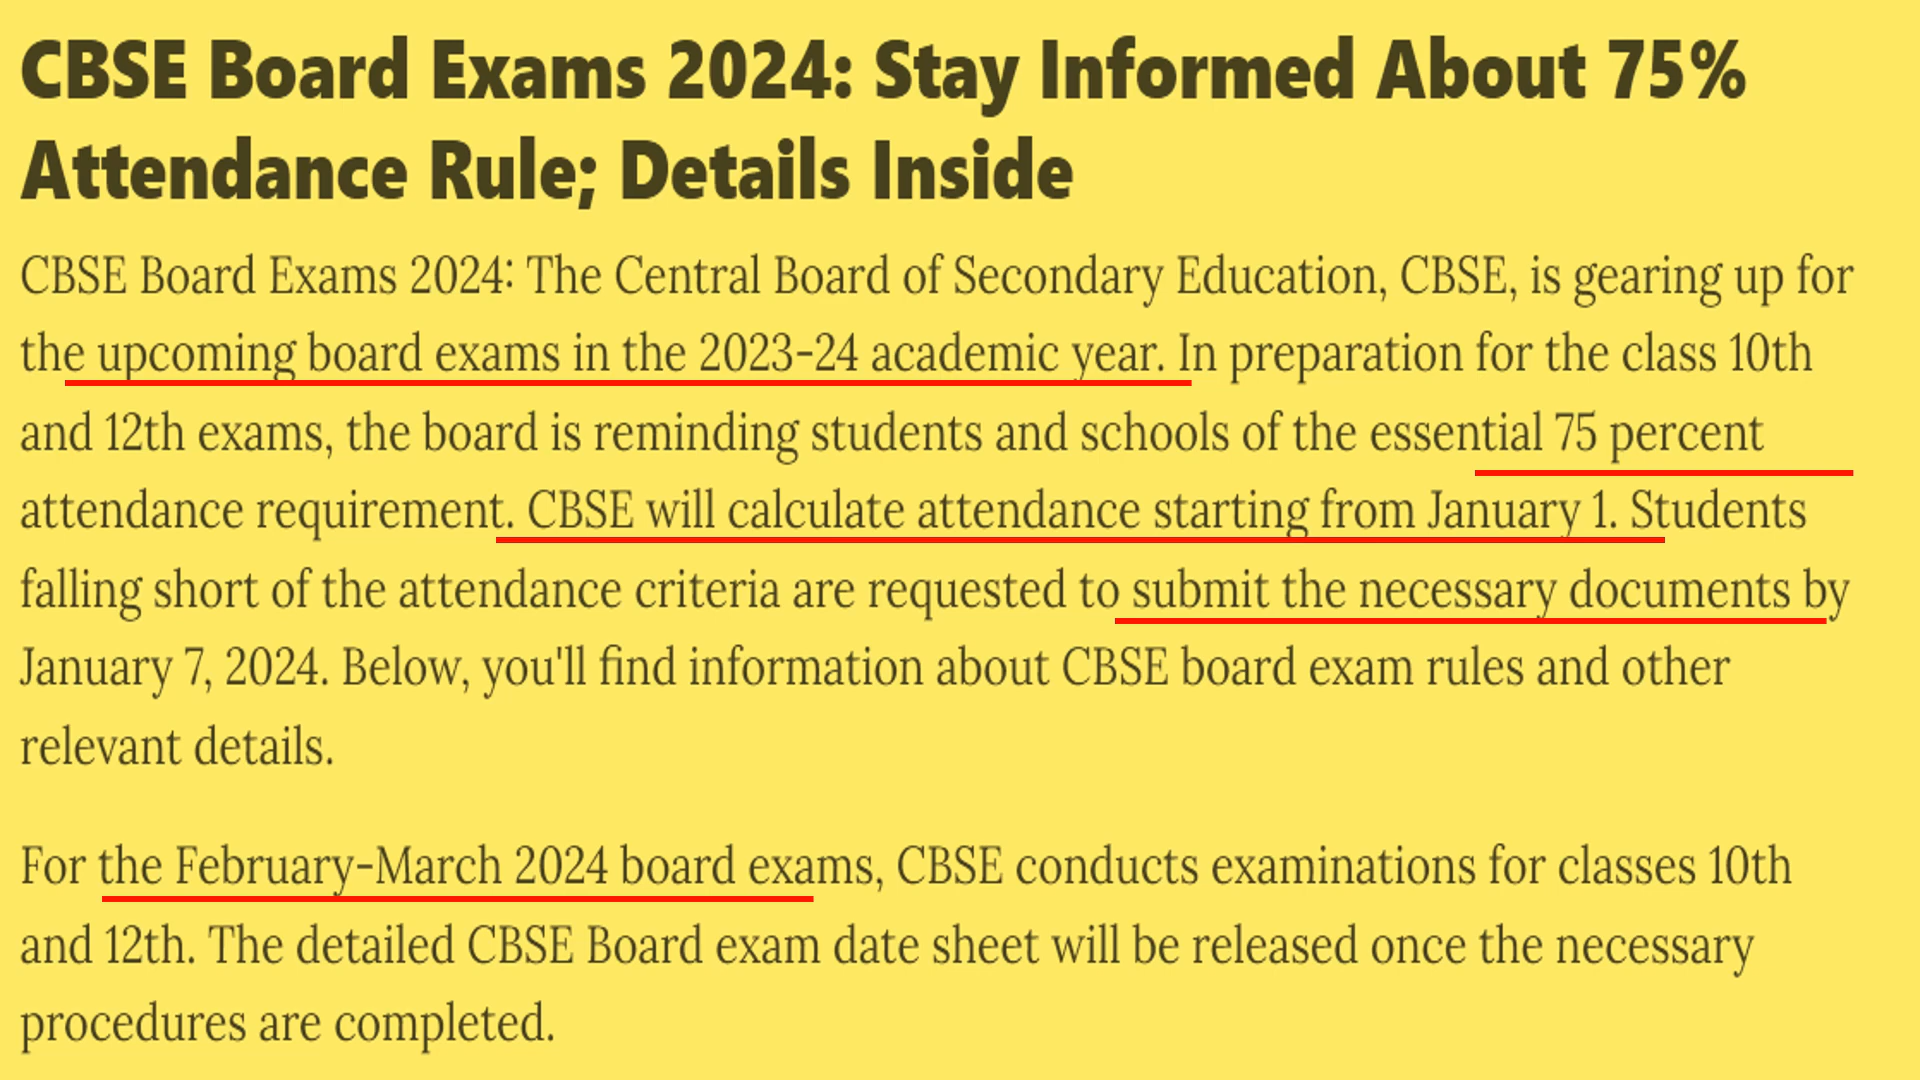 CBSE Board Exams 2024: Stay Informed About 75%
Attendance Rule; Details Inside
CBSE Board Exams 2024: The Central Board of Secondary Education, CBSE, is gearing up for
the upcoming board exams in the 2023-24 academic year. In preparation for the class 10th
and 12th exams, the board is reminding students and schools of the essential 75 percent
attendance requirement. CBSE will calculate attendance starting from January 1. Students
falling short of the attendance criteria are requested to submit the necessary documents by
January 7, 2024. Below, you'll find information about CBSE board exam rules and other
relevant details.
For the February-March 2024 board exams, CBSE conducts examinations for classes 10th
and 12th. The detailed CBSE Board exam date sheet will be released once the necessary
procedures are completed.